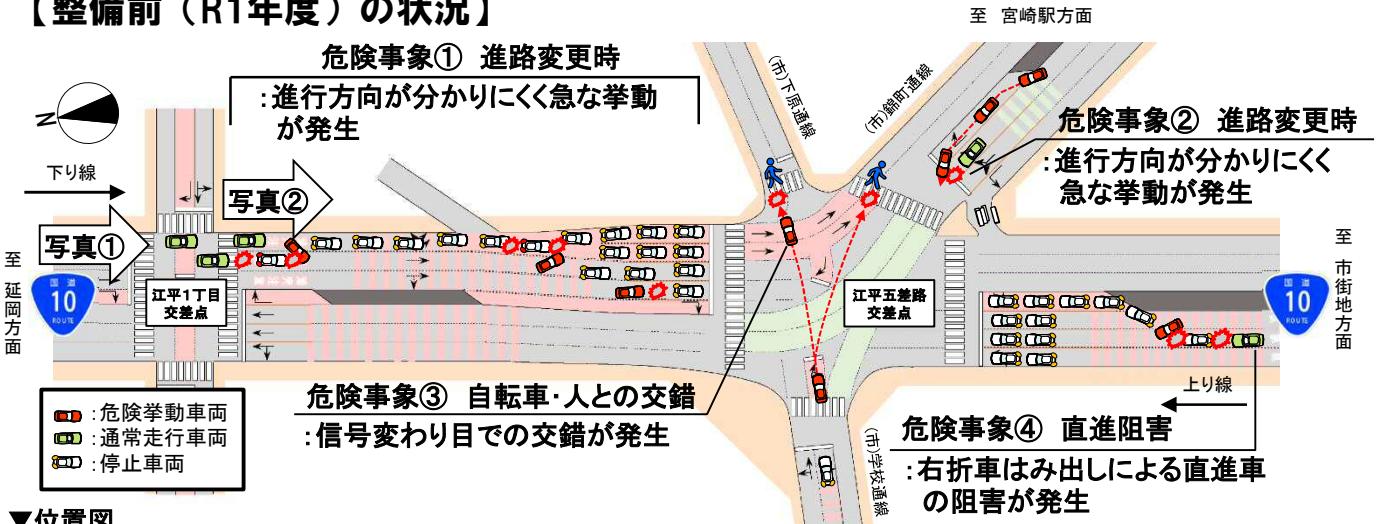 【整備前（R1年度）の状況】
至 宮崎駅方面
危険事象① 進路変更時
：進行方向が分かりにくく急な挙動
が発生
(市)下原通線
(市)錦町通線
危険事象② 進路変更時
：進行方向が分かりにくく
急な挙動が発生
N
下り線
写真①
写真②
至 延岡方面
国道
10
ROUTE
江平1丁目
交差点
江平五差路
交差点
至 市街地方面
国道
10
ROUTE
上り線
危険事象③ 自転車・人との交錯
：信号変わり目での交錯が発生
危険事象④ 直進阻害
：右折車はみ出しによる直進車
の阻害が発生
(市)学校通線
：危険挙動車両
：通常走行車両
：停止車両
▼位置図